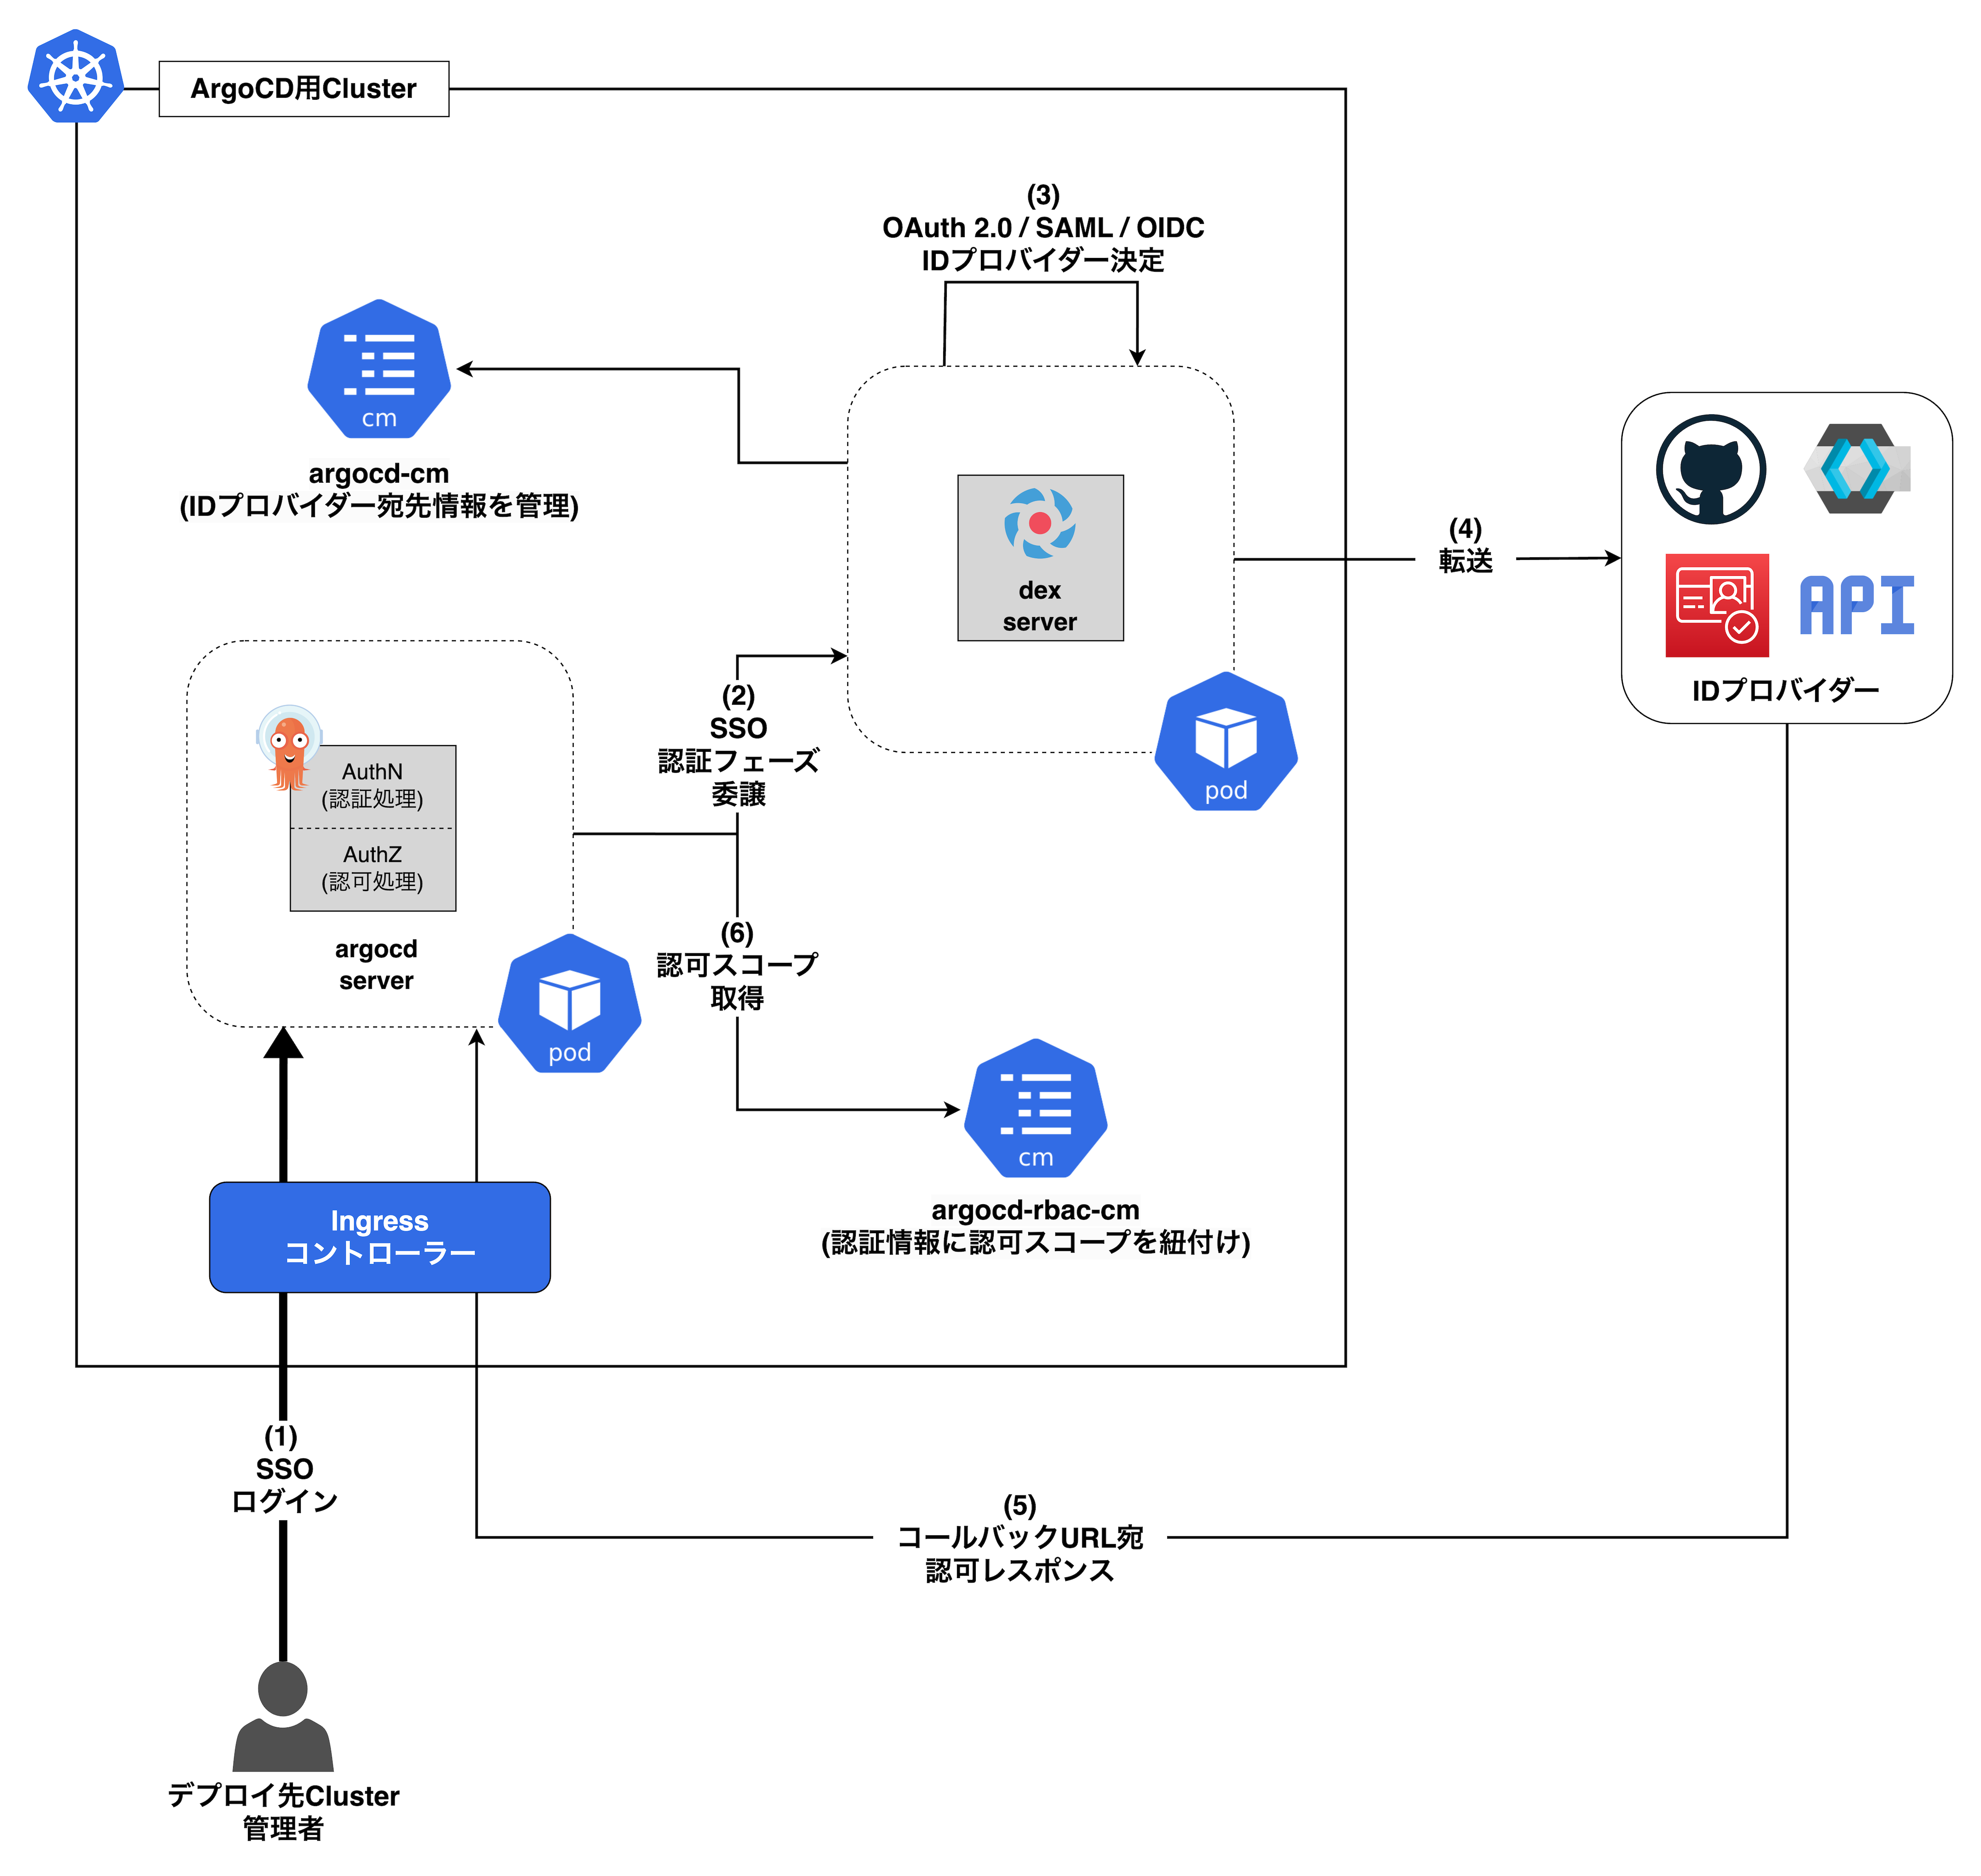 ArgoCD用Cluster
(3)
OAuth 2.0 / SAML / OIDC
IDプロバイダー決定
cm
argocd-cm
(IDプロバイダー宛先情報を管理)
dex
server
(4)
転送
API
IDプロバイダー
pod
(2)
SSO
認証フェーズ
委譲
AuthN
(認証処理)
AuthZ
(認可処理)
argocd
server
pod
(6)
認可スコープ
取得
cm
argocd-rbac-cm
(認証情報に認可スコープを紐付け)
Ingress
コントローラー
(1)
SSO
ログイン
(5)
コールバックURL宛
認可レスポンス
デプロイ先Cluster
管理者